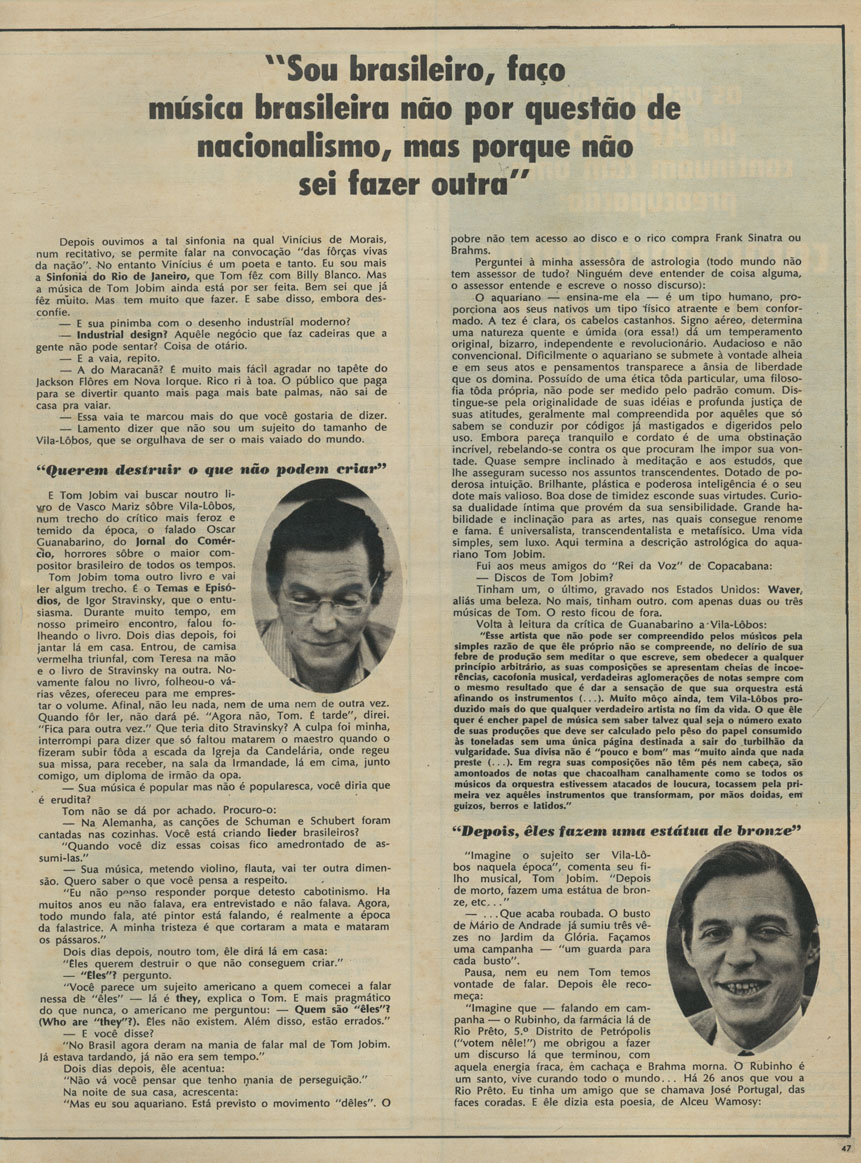 "Sou brasileiro, faço
música brasileira não por questão de
nacionalismo, mas porque não
sei fazer outra"
Depois ouvimos a tal sinfonia na qual Vinícius de Morais,
num recitativo, se permite falar na convocação "das fôrças vivas
da nação". No entanto Vinícius é um poeta e tanto. Eu sou mais
a Sinfonia do Rio de Janeiro, que Tom fêz com Billy Blanco. Mas
a música de Tom Jobim ainda está por ser feita. Bem sei que já
fêz muito. Mas tem muito que fazer. E sabe disso, embora des-
confie.
— E sua pinimba com o desenho industrial moderno?
— Industrial design? Aquêle negócio que faz cadeiras que a
gente não pode sentar? Coisa de otário.
— E a vaia, repito.
— A do Maracanã? É muito mais fácil agradar no tapête do
Jackson Flôres em Nova Iorque. Rico ri à toa. O público que paga
para se divertir quanto mais paga mais bate palmas, não sai de
casa pra vaiar.
— Essa vaia te marcou mais do que você gostaria de dizer.
— Lamento dizer que não sou um sujeito do tamanho de
Vila-Lôbos, que se orgulhava de ser o mais vaiado do mundo.
"Querem destruir o que não podem criar"
E Tom Jobim vai buscar noutro li-
vro de Vasco Mariz sôbre Vila-Lôbos,
num trecho do crítico mais feroz e
temido da época, o falado Oscar
Guanabarino, do Jornal do Comér-
cio, horrores sôbre o maior com-
positor brasileiro de todos os tempos.
Tom Jobim toma outro livro e vai
ler algum trecho. É o Temas e Episó-
dios, de Igor Stravinsky, que o entu-
siasma. Durante muito tempo, em
nosso primeiro encontro, falou fo-
lheando o livro. Dois dias depois, foi
jantar lá em casa. Entrou, de camisa
vermelha triunfal, com Teresa na mão
e o livro de Stravinsky na outra. No-
vamente falou no livro, folheou-o vá-
rias vêzes, ofereceu para me empres-
tar o volume. Afinal, não leu nada, nem de uma nem de outra vez.
Quando fôr ler, não dará pé. "Agora não, Tom. É tarde", direi.
"Fica para outra vez." Que teria dito Stravinsky? A culpa foi minha,
interrompi para dizer que só faltou matarem o maestro quando o
fizeram subir tôda a escada da Igreja da Candelária, onde regeu
sua missa, para receber, na sala da Irmandade, lá em cima, junto
comigo, um diploma de irmão da opa.
— Sua música é popular mas não é popularesca, você diria que
é erudita?
Tom não se dá por achado. Procuro-o:
— Na Alemanha, as canções de Schuman e Schubert foram
cantadas nas cozinhas. Você está criando lieder brasileiros?
"Quando você diz essas coisas fico amedrontado de as-
sumi-las."
— Sua música, metendo violino, flauta, vai ter outra dimen-
são. Quero saber o que você pensa a respeito.
"Eu não penso responder porque detesto cabotinismo. Ha
muitos anos eu não falava, era entrevistado e não falava. Agora,
todo mundo fala, até pintor está falando, é realmente a época
da falastrice. A minha tristeza é que cortaram a mata e mataram
os pássaros."
Dois dias depois, noutro tom, êle dirá lá em casa:
"Êles querem destruir o que não conseguem criar."
— "Êles"? pergunto.
"Você parece um sujeito americano a quem comecei a falar
nessa de "êles" — lá é they, explica o Tom. E mais pragmático
do que nunca, o americano me perguntou: — Quem são "êles"?
(Who are "they"?). Êles não existem. Além disso, estão errados."
— E você disse?
"No Brasil agora deram na mania de falar mal de Tom Jobim.
Já estava tardando, já não era sem tempo."
Dois dias depois, êle acentua:
"Não vá você pensar que tenho mania de perseguição."
Na noite de sua casa, acrescenta:
"Mas eu sou aquariano. Está previsto o movimento "dêles". O
pobre não tem acesso ao disco e o rico compra Frank Sinatra ou
Brahms.
Perguntei à minha assessôra de astrologia (todo mundo não
tem assessor de tudo? Ninguém deve entender de coisa alguma,
o assessor entende e escreve o nosso discurso):
O aquariano — ensina-me ela — é um tipo humano, pro-
porciona aos seus nativos um tipo físico atraente e bem confor-
mado. A tez é clara, os cabelos castanhos. Signo aéreo, determina
uma natureza quente e úmida (ora essa!) dá um temperamento
original, bizarro, independente e revolucionário. Audacioso e não
convencional. Dificilmente o aquariano se submete à vontade alheia
e em seus atos e pensamentos transparece a ânsia de liberdade
que os domina. Possuído de uma ética tôda particular, uma filoso-
fia tôda própria, não pode ser medido pelo padrão comum. Dis-
tingue-se pela originalidade de suas idéias e profunda justiça de
suas atitudes, geralmente mal compreendida por aquêles que só
sabem se conduzir por códigos já mastigados e digeridos pelo
uso. Embora pareça tranquilo e cordato é de uma obstinação
incrível, rebelando-se contra os que procuram lhe impor sua von-
tade. Quase sempre inclinado à meditação e aos estudos, que
lhe asseguram sucesso nos assuntos transcendentes. Dotado de po-
derosa intuição. Brilhante, plástica e poderosa inteligência é o seu
dote mais valioso. Boa dose de timidez esconde suas virtudes. Curio-
sa dualidade íntima que provém da sua sensibilidade. Grande ha-
bilidade e inclinação para as artes, nas quais consegue renome
e fama. É universalista, transcendentalista e metafísico. Uma vida
simples, sem luxo. Aqui termina a descrição astrológica do aqua-
riano Tom Jobim.
Fui aos meus amigos do "Rei da Voz" de Copacabana:
— Discos de Tom Jobim?
Tinham um, o último, gravado nos Estados Unidos: Waver,
aliás uma beleza. No mais, tinham outro, com apenas duas ou três
músicas de Tom. O resto ficou de fora.
Volta à leitura da crítica de Guanabarino a Vila-Lôbos:
"Êsse artista que não pode ser compreendido pelos músicos pela
simples razão de que êle próprio não se compreende, no delírio de sua
febre de produção sem meditar o que escreve, sem obedecer a qualquer
princípio arbitrário, as suas composições se apresentam cheias de incoe-
rências, cacofonia musical, verdadeiras aglomerações de notas sempre com
o mesmo resultado que é dar a sensação de que sua orquestra está
afinando os instrumentos (...). Muito môço ainda, tem Vila-Lôbos pro-
duzido mais do que qualquer verdadeiro artista no fim da vida. O que êle
quer é encher papel de música sem saber talvez qual seja o número exato
de suas produções que deve ser calculado pelo pêso do papel consumido
às toneladas sem uma única página destinada a sair do turbilhão da
vulgaridade. Sua divisa não é "pouco e bom" mas "muito ainda que nada
preste (...). Em regra suas composições não têm pés nem cabeça, são
amontoados de notas que chacoalham canalhamente como se todos os
músicos da orquestra estivessem atacados de loucura, tocassem pela pri-
meira vez aquêles instrumentos que transformam, por mãos doidas, em
guizos, berros e latidos."
"Depois, êles fazem uma estátua de bronze"
"Imagine o sujeito ser Vila-Lô-
bos naquela época", comenta seu fi-
lho musical, Tom Jobim. "Depois
de morto, fazem uma estátua de bron-
ze, etc..."
— ...Que acaba roubada. O busto
de Mário de Andrade já sumiu três vê-
zes no Jardim da Glória. Façamos
uma campanha — "um guarda para
cada busto".
Pausa, nem eu nem Tom temos
vontade de falar. Depois êle reco-
meça:
"Imagine que — falando em cam-
panha — o Rubinho, da farmácia lá de
Rio Prêto, 5.º Distrito de Petrópolis
("votem nêle!") me obrigou a fazer
um discurso lá que terminou, com
aquela energia fraca, em cachaça e Brahma morna. O Rubinho é
um santo, vive curando todo o mundo... Há 26 anos que vou a
Rio Prêto. Eu tinha um amigo que se chamava José Portugal, das
faces coradas. E êle dizia esta poesia, de Alceu Wamosy:
47